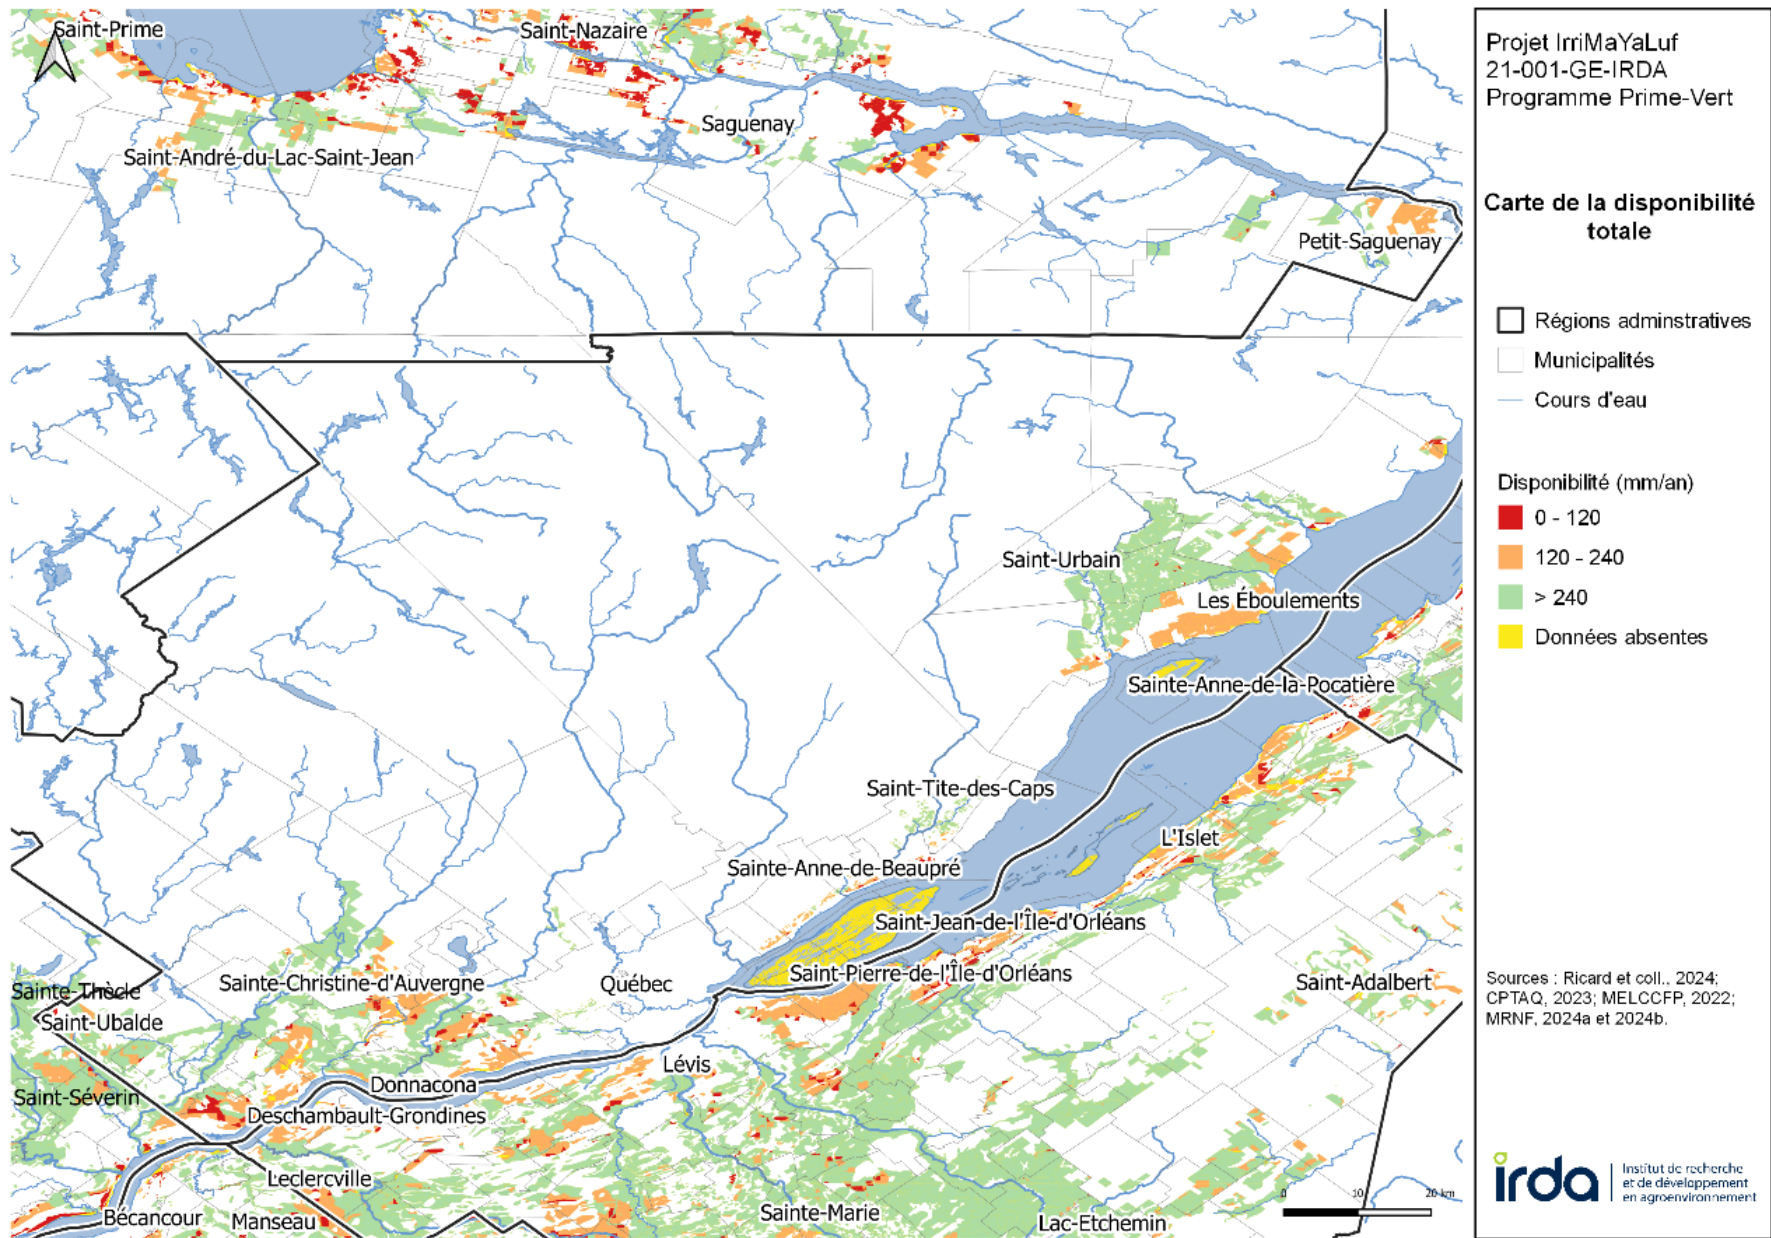 Saint-Prime
Saint-Nazaire
Saguenay
Saint-André-du-Lac-Saint-Jean
Petit-Saguenay
Saint-Urbain
Les Éboulements
Sainte-Anne-de-la-Pocatière
Saint-Tite-des-Caps
L'Islet
Sainte-Anne-de-Beaupré
Saint-Jean-de-l'Île-d'Orléans
Saint-Pierre-de-l'Île-d'Orléans
Québec
Saint-Adalbert
Sainte-Christine-d'Auvergne
Sainte-Thècle
Saint-Ubalde
Lévis
Donnacona
Saint-Séverin
Deschambault-Grondines
Leclercville
Bécancour
Manseau
Sainte-Marie
Lac-Etchemin
0 10 20 km
Projet IrriMaYaLuf
21-001-GE-IRDA
Programme Prime-Vert
Carte de la disponibilité
totale
Régions adminstratives
Municipalités
Cours d'eau
Disponibilité (mm/an)
0 - 120
120 - 240
> 240
Données absentes
Sources : Ricard et coll., 2024;
CPTAQ, 2023; MELCCFP, 2022;
MRNF, 2024a et 2024b.
irda
Institut de recherche
et de développement
en agroenvironnement